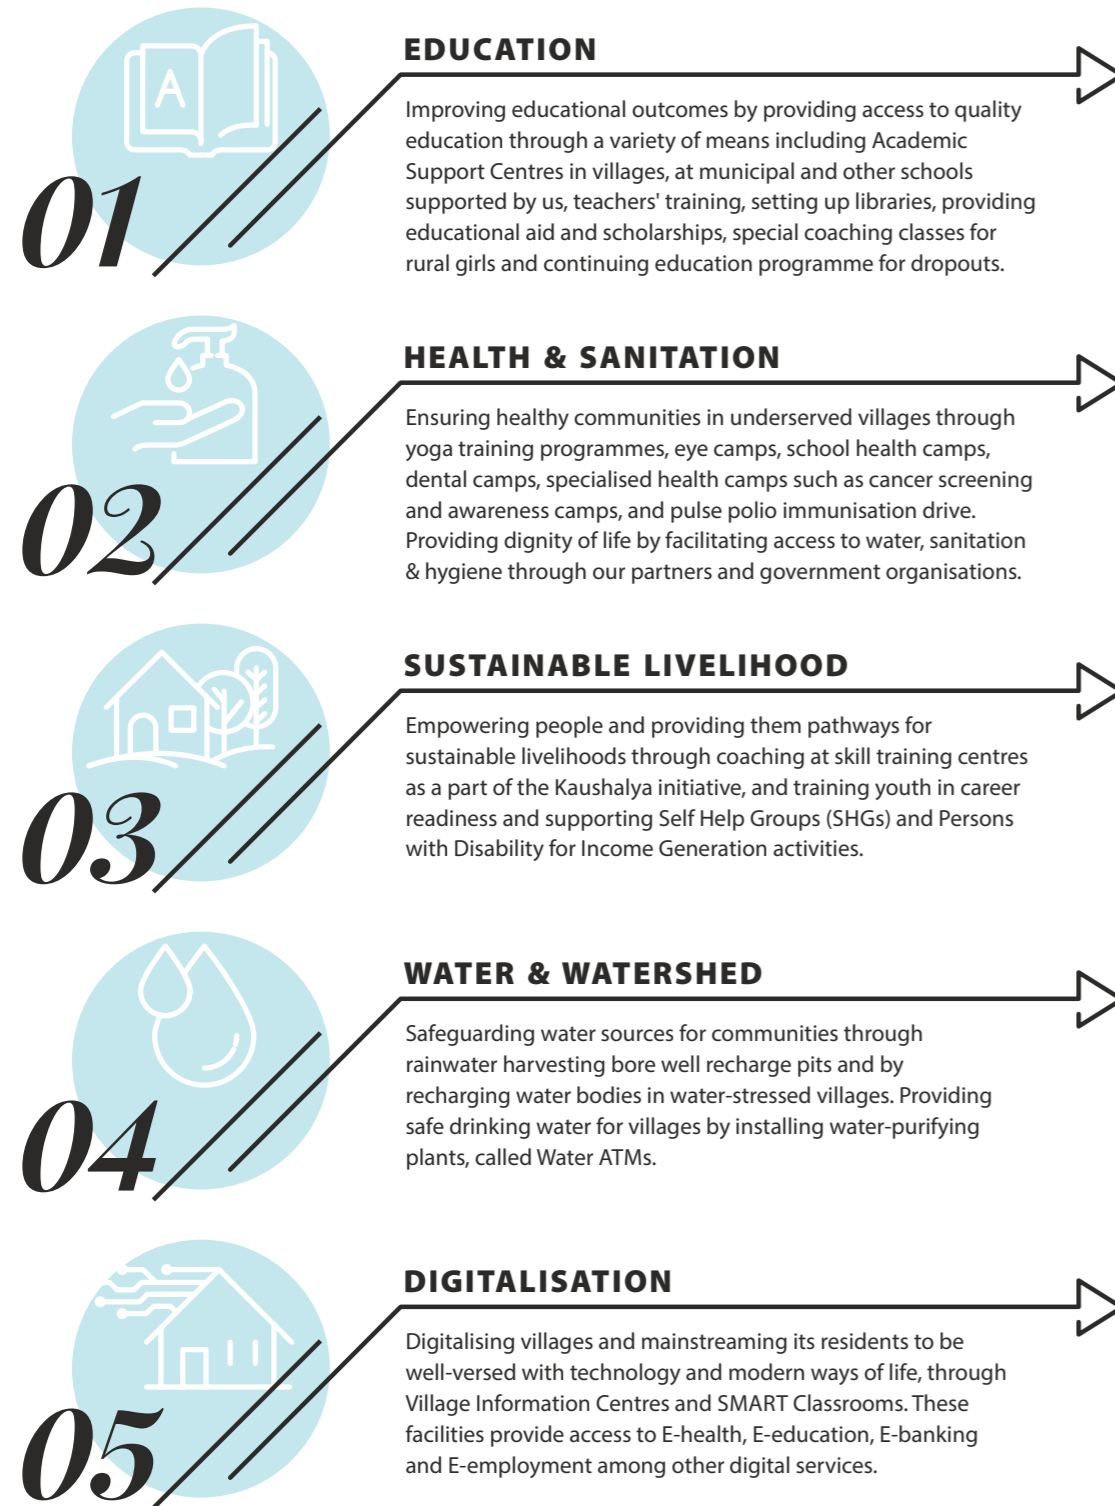 EDUCATION
A
Improving educational outcomes by providing access to quality
education through a variety of means including Academic
Support Centres in villages, at municipal and other schools
supported by us, teachers' training, setting up libraries, providing
educational aid and scholarships, special coaching classes for
rural girls and continuing education programme for dropouts.
01
HEALTH & SANITATION
Ensuring healthy communities in underserved villages through
yoga training programmes, eye camps, school health camps,
dental camps, specialised health camps such as cancer screening
and awareness camps, and pulse polio immunisation drive.
Providing dignity of life by facilitating access to water, sanitation
& hygiene through our partners and government organisations.
02
SUSTAINABLE LIVELIHOOD
Empowering people and providing them pathways for
sustainable livelihoods through coaching at skill training centres
as a part of the Kaushalya initiative, and training youth in career
readiness and supporting Self Help Groups (SHGs) and Persons
with Disability for Income Generation activities.
03
WATER & WATERSHED
Safeguarding water sources for communities through
rainwater harvesting bore well recharge pits and by
recharging water bodies in water-stressed villages. Providing
safe drinking water for villages by installing water-purifying
plants, called Water ATMs.
04
DIGITALISATION
Digitalising villages and mainstreaming its residents to be
well-versed with technology and modern ways of life, through
Village Information Centres and SMART Classrooms. These
facilities provide access to E-health, E-education, E-banking
and E-employment among other digital services.
05